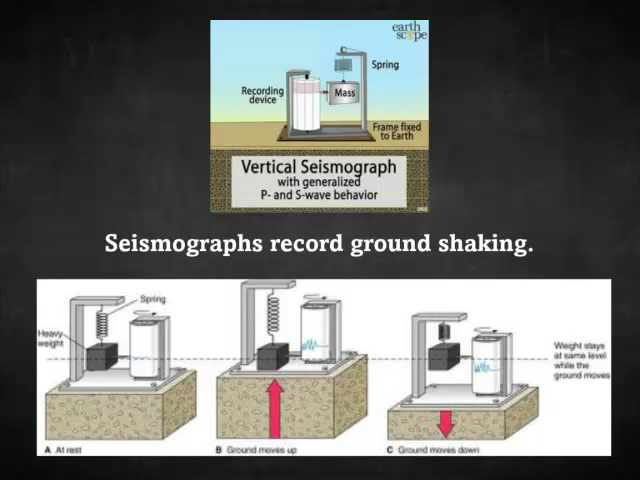 earth
scope
Spring
Recording
device
Mass
Frame fixed
to Earth
Vertical Seismograph
with generalized
P- and S-wave behavior
Seismographs record ground shaking.
Spring
Heavy
weight
Weight stays
at same level
while the
ground moves
A At rest
B Ground moves up
C Ground moves down